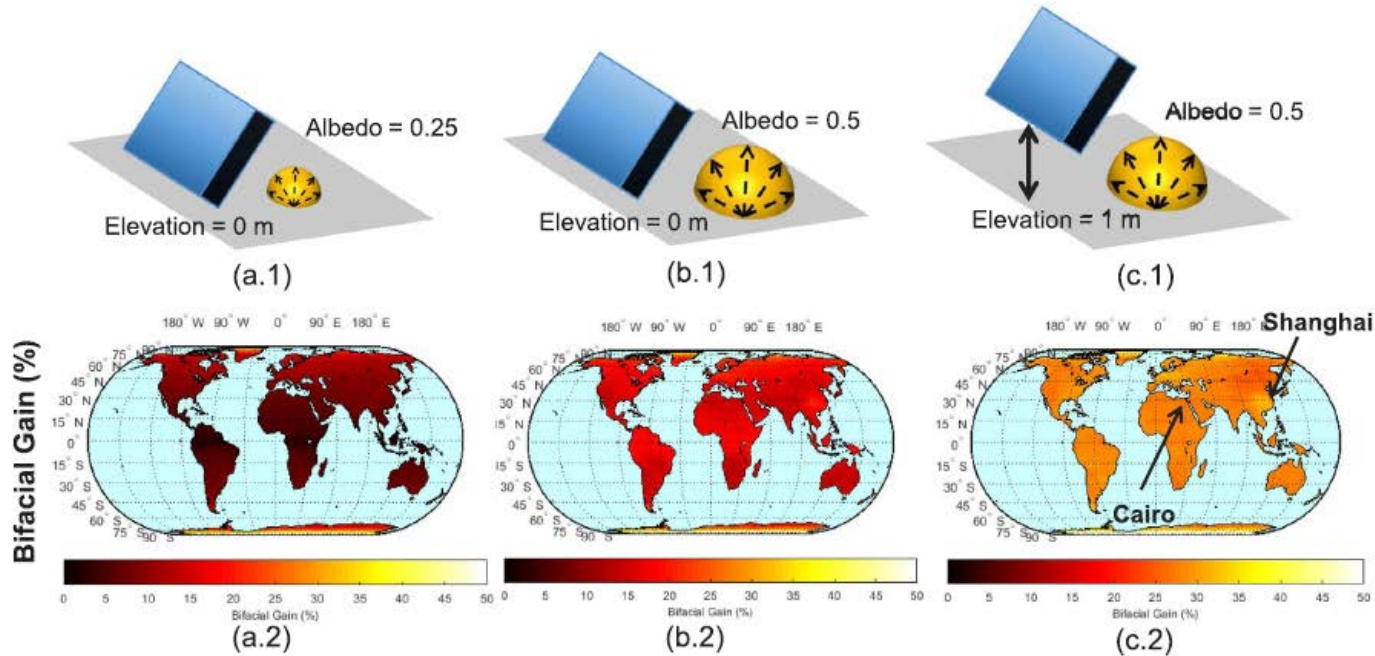 Albedo = 0.25
Elevation = 0 m
(a.1)
Albedo = 0.5
Elevation = 0 m
(b.1)
Albedo = 0.5
Elevation = 1 m
(c.1)
Bifacial Gain (%)
180° W 90° W 0° 90° E 180° E
75° N
60° N
45° N
30° N
15° N
0°
15° S
30° S
45° S
60° S
75° S
90° S
0 5 10 15 20 25 30 35 40 45 50
Bifacial Gain (%)
(a.2)
180° W 90° W 0° 90° E 180° E
75° N
60° N
45° N
30° N
15° N
0°
15° S
30° S
45° S
60° S
75° S
90° S
0 5 10 15 20 25 30 35 40 45 50
Bifacial Gain (%)
(b.2)
180° W 90° W 0° 90° E 180° E
Shanghai
75° N
60° N
45° N
30° N
15° N
0°
15° S
30° S
45° S
Cairo
60° S
75° S
90° S
0 5 10 15 20 25 30 35 40 45 50
Bifacial Gain (%)
(c.2)